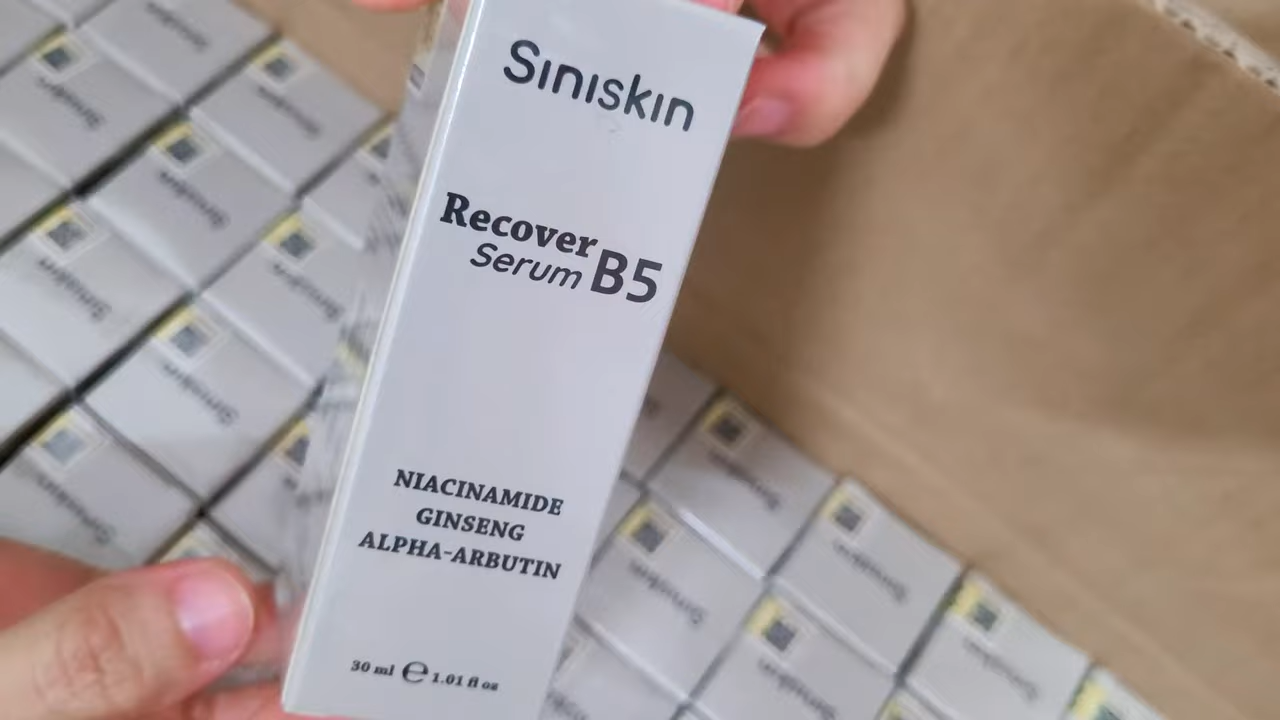 Siniskin
Recover
Serum B5
NIACINAMIDE
GINSENG
ALPHA-ARBUTIN
30 ml ℮ 1.01 fl oz